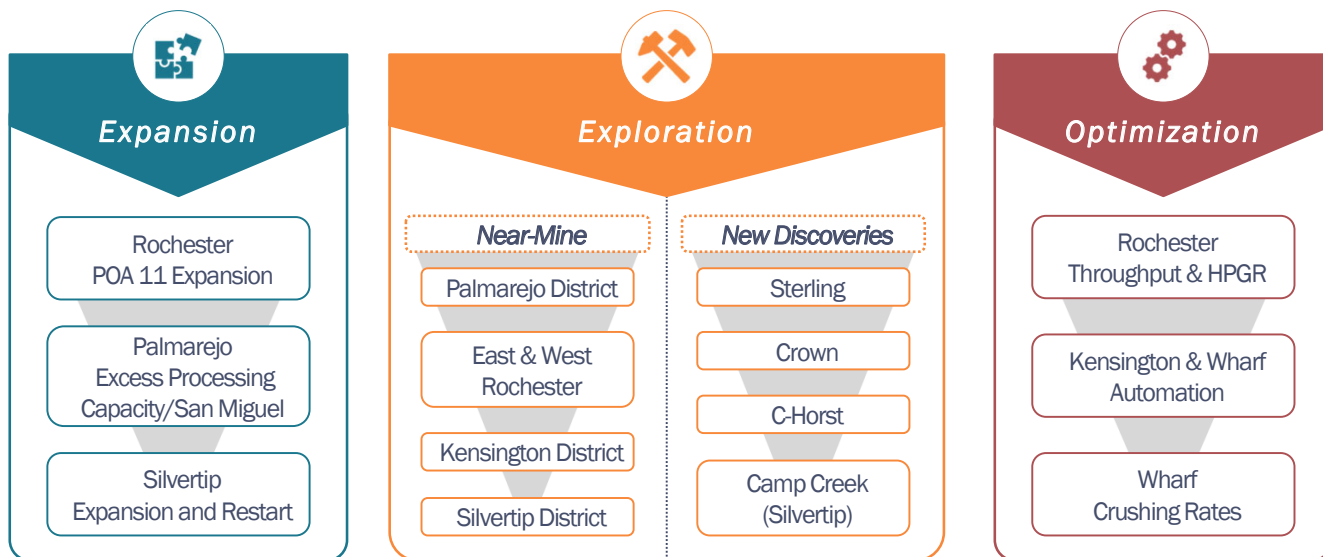 Expansion
Rochester
POA 11 Expansion
Palmarejo
Excess Processing
Capacity/San Miguel
Silvertip
Expansion and Restart
Exploration
Near-Mine
Palmarejo District
East & West
Rochester
Kensington District
Silvertip District
New Discoveries
Sterling
Crown
C-Horst
Camp Creek
(Silvertip)
Optimization
Rochester
Throughput & HPGR
Kensington & Wharf
Automation
Wharf
Crushing Rates